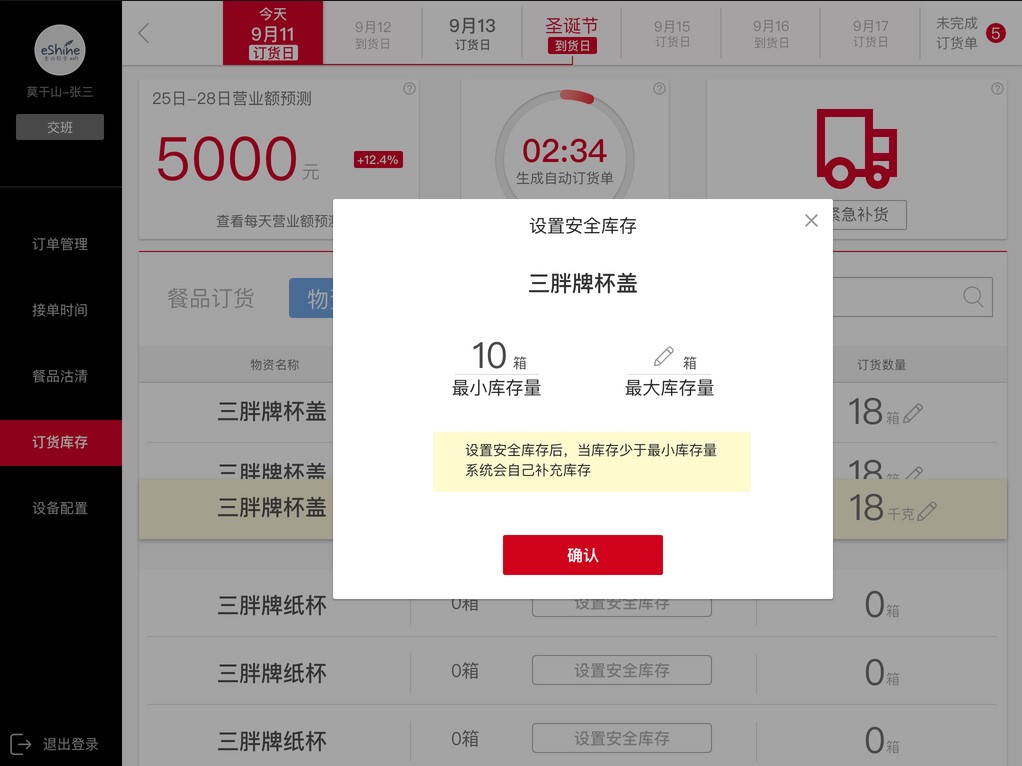 eShine
莫干山-张三
交班
订单管理
接单时间
餐品沽清
订货库存
设备配置
退出登录
今天
9月11
订货日
9月12
到货日
9月13
订货日
圣诞节
到货日
9月15
订货日
9月16
到货日
9月17
订货日
未完成
订货单
5
25日-28日营业额预测
5000元
+12.4%
查看每天营业额预测
02:34
生成自动订货单
紧急补货
餐品订货
物资
物资名称
订货数量
三胖牌杯盖
18箱
三胖牌杯盖
18箱
三胖牌杯盖
18千克
三胖牌纸杯
0箱
设置安全库存
0箱
三胖牌纸杯
0箱
设置安全库存
0箱
三胖牌纸杯
0箱
设置安全库存
0箱
设置安全库存
三胖牌杯盖
10 箱
最小库存量
箱
最大库存量
设置安全库存后，当库存少于最小库存量
系统会自己补充库存
确认